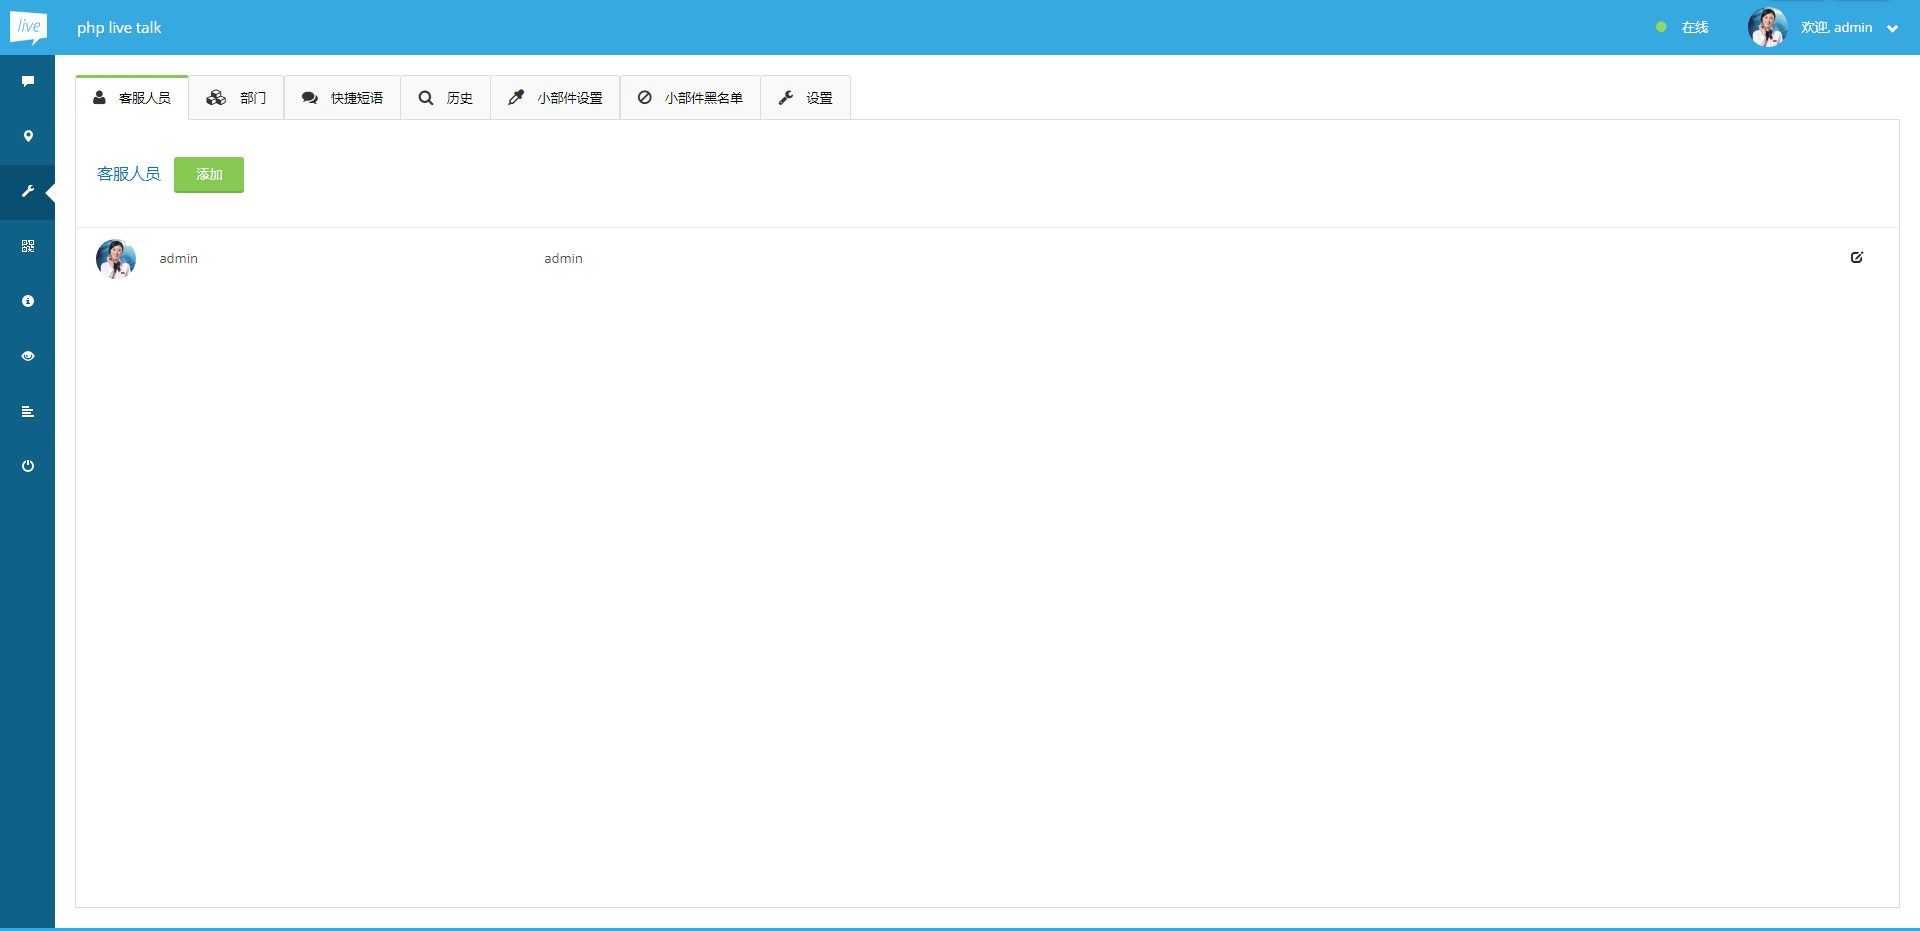 live
php live talk
在线
欢迎, admin
客服人员
部门
快捷短语
历史
小部件设置
小部件黑名单
设置
客服人员
添加
admin
admin